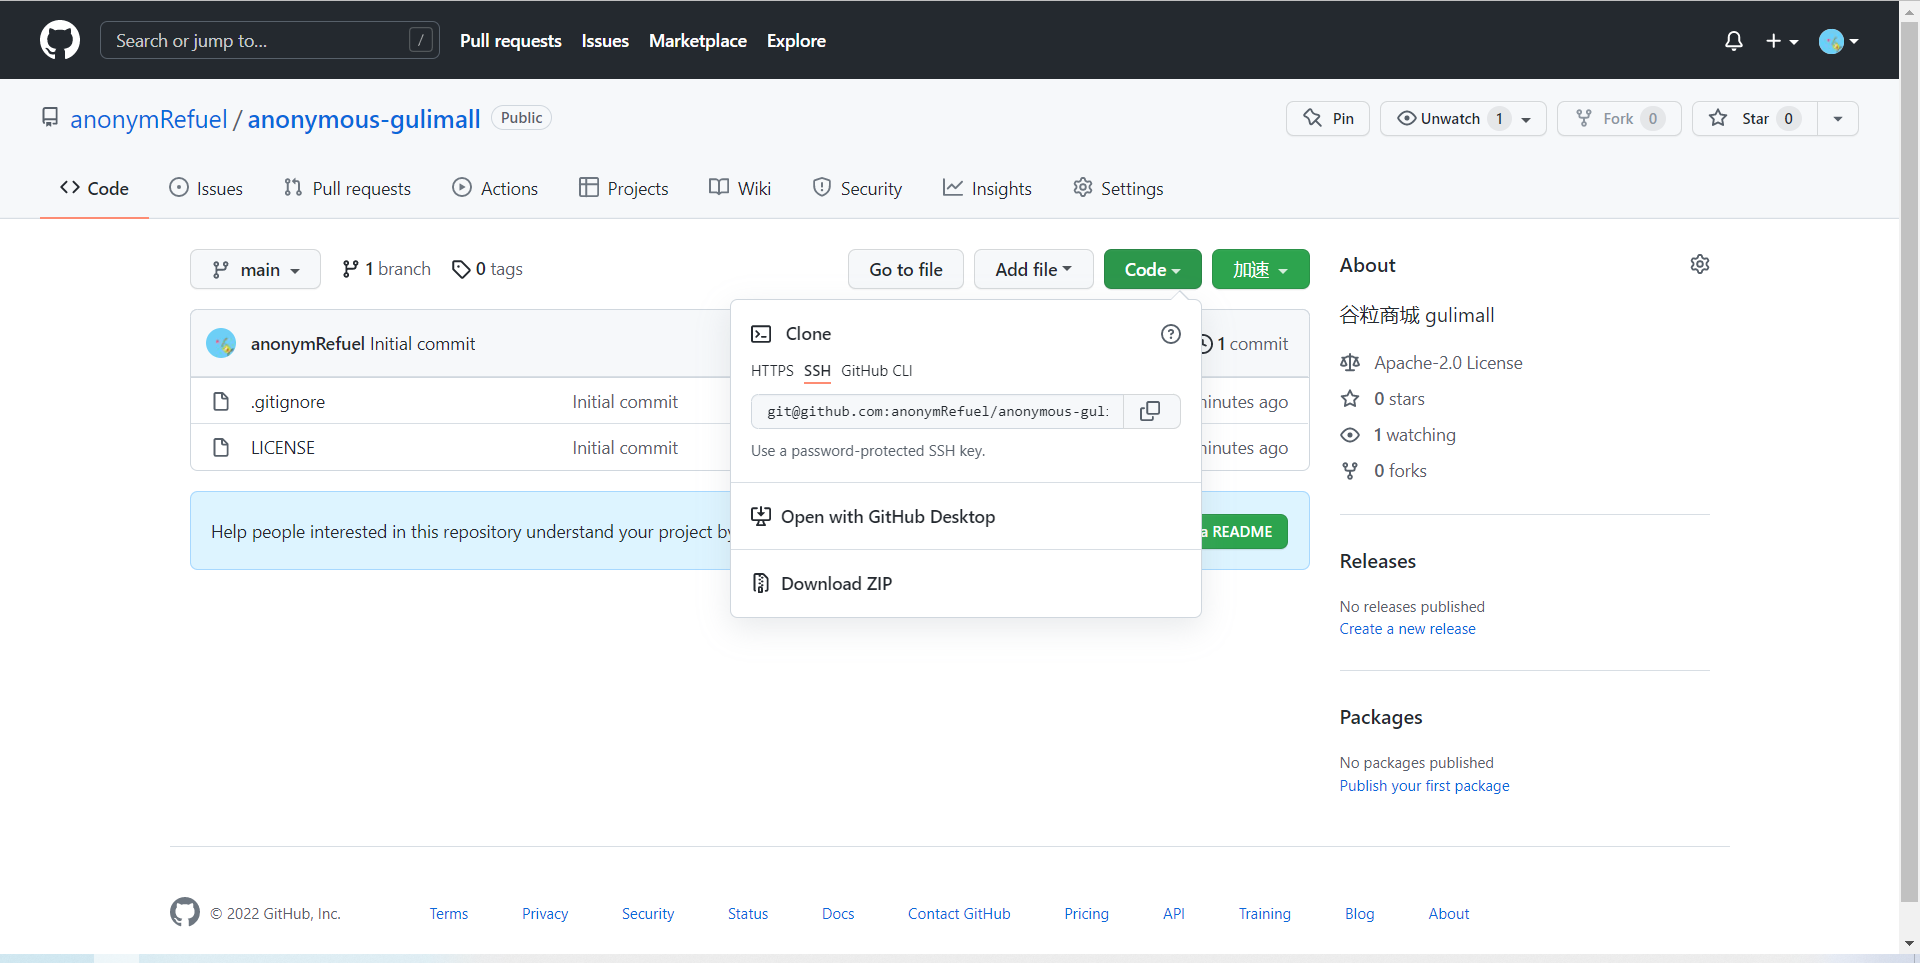 Search or jump to... /
Pull requests Issues Marketplace Explore
anonymRefuel / anonymous-gulimall Public
Pin Unwatch 1 Fork 0 Star 0
Code Issues Pull requests Actions Projects Wiki Security Insights Settings
main 1 branch 0 tags
Go to file Add file Code 加速
anonymRefuel Initial commit 1 commit
.gitignore Initial commit minutes ago
LICENSE Initial commit minutes ago
Help people interested in this repository understand your project by
a README
Clone
HTTPS SSH GitHub CLI
git@github.com:anonymRefuel/anonymous-guli
Use a password-protected SSH key.
Open with GitHub Desktop
Download ZIP
About
谷粒商城 gulimall
Apache-2.0 License
0 stars
1 watching
0 forks
Releases
No releases published
Create a new release
Packages
No packages published
Publish your first package
© 2022 GitHub, Inc. Terms Privacy Security Status Docs Contact GitHub Pricing API Training Blog About